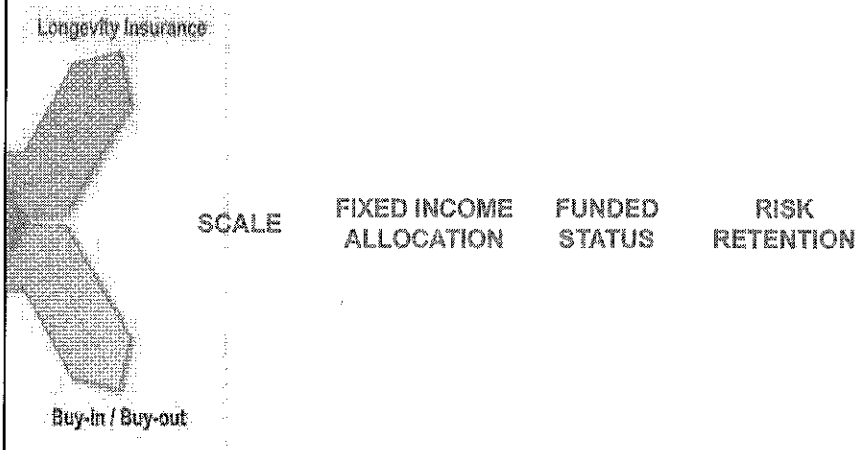 Longevity Insurance
SCALE
FIXED INCOME
ALLOCATION
FUNDED
STATUS
RISK
RETENTION
Buy-in / Buy-out